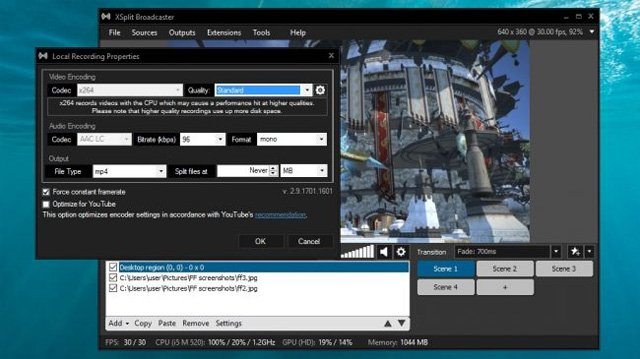 XSplit Broadcaster
File Sources Outputs Extensions Tools Help 640 x 360 @ 30.00 fps, 92%
Local Recording Properties
Video Encoding
Codec x264 Quality: Standard
x264 records videos with the CPU which may cause a performance hit at higher qualities.
Please note that higher quality recordings use up more disk space.
Audio Encoding
Codec AAC LC Bitrate (kbps) 96 Format mono
Output
File Type mp4 Split files at Never MB
Force constant framerate v. 2.9.1701.1601
Optimize for YouTube
This option optimizes encoder settings in accordance with YouTube's recommendation.
OK Cancel
Transition Fade: 700ms
Desktop region (0, 0) - 0 x 0
C:\Users\user\Pictures\FF screenshots\ff3.jpg
C:\Users\user\Pictures\FF screenshots\ff2.jpg
Scene 1 Scene 2 Scene 3
Scene 4 +
Add Copy Paste Remove Settings
FPS: 30 / 30 CPU (i5 M 520): 100% / 20% / 1.2GHz GPU (HD): 19% / 14% Memory: 1044 MB